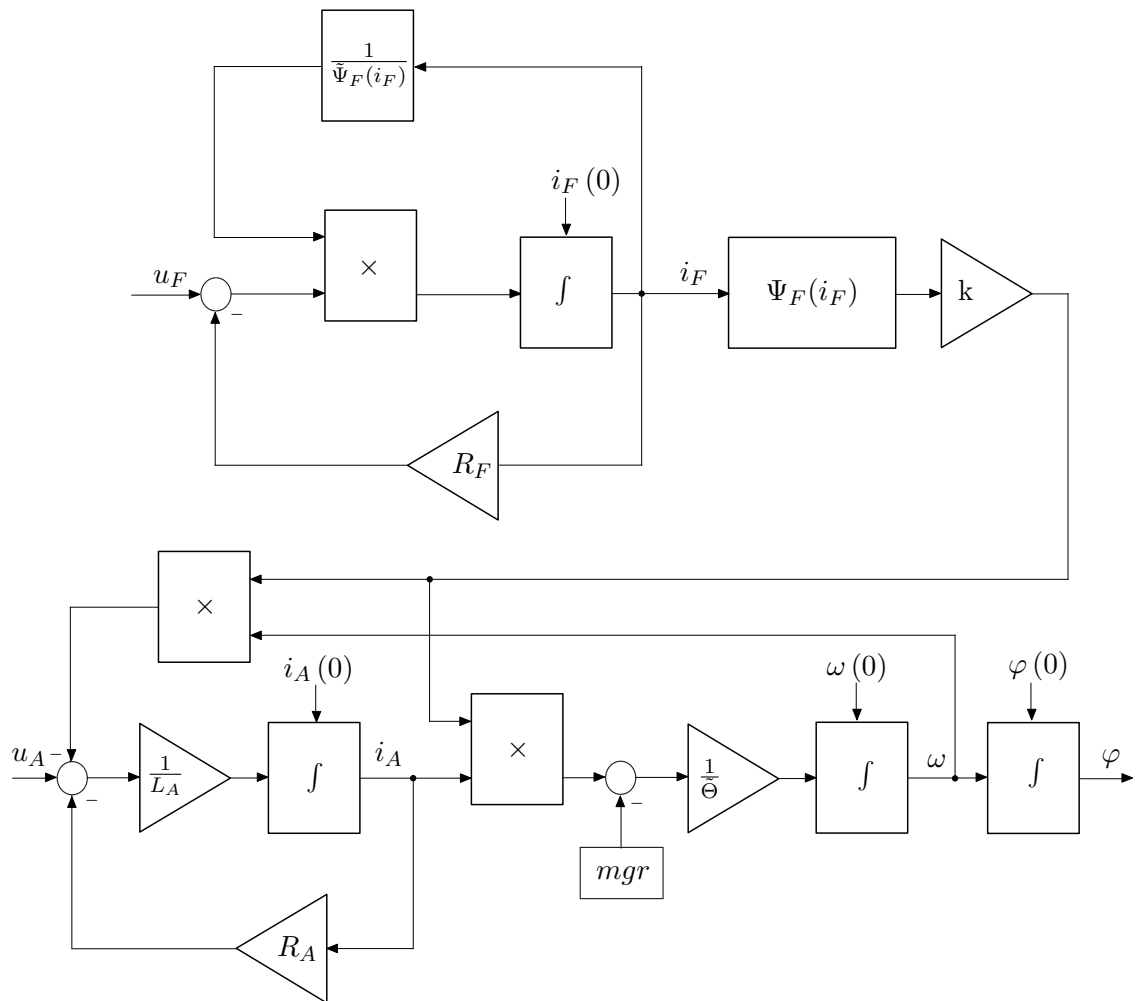 1/Ψ̃_F(i_F)
i_F (0)
×
u_F
-
∫
i_F
Ψ_F(i_F)
k
R_F
×
i_A (0)
ω (0)
φ (0)
u_A
-
-
1/L_A
∫
i_A
×
-
1/Θ̃
∫
ω
∫
φ
mgr
R_A